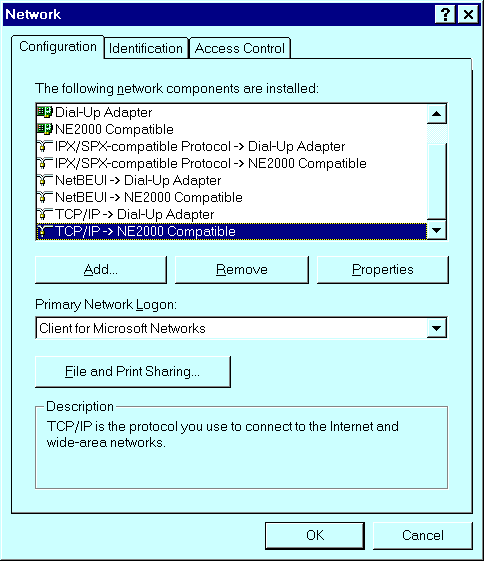 Network
Configuration Identification Access Control
The following network components are installed:
Dial-Up Adapter
NE2000 Compatible
IPX/SPX-compatible Protocol -> Dial-Up Adapter
IPX/SPX-compatible Protocol -> NE2000 Compatible
NetBEUI -> Dial-Up Adapter
NetBEUI -> NE2000 Compatible
TCP/IP -> Dial-Up Adapter
TCP/IP -> NE2000 Compatible
Add... Remove Properties
Primary Network Logon:
Client for Microsoft Networks
File and Print Sharing...
Description
TCP/IP is the protocol you use to connect to the Internet and
wide-area networks.
OK Cancel